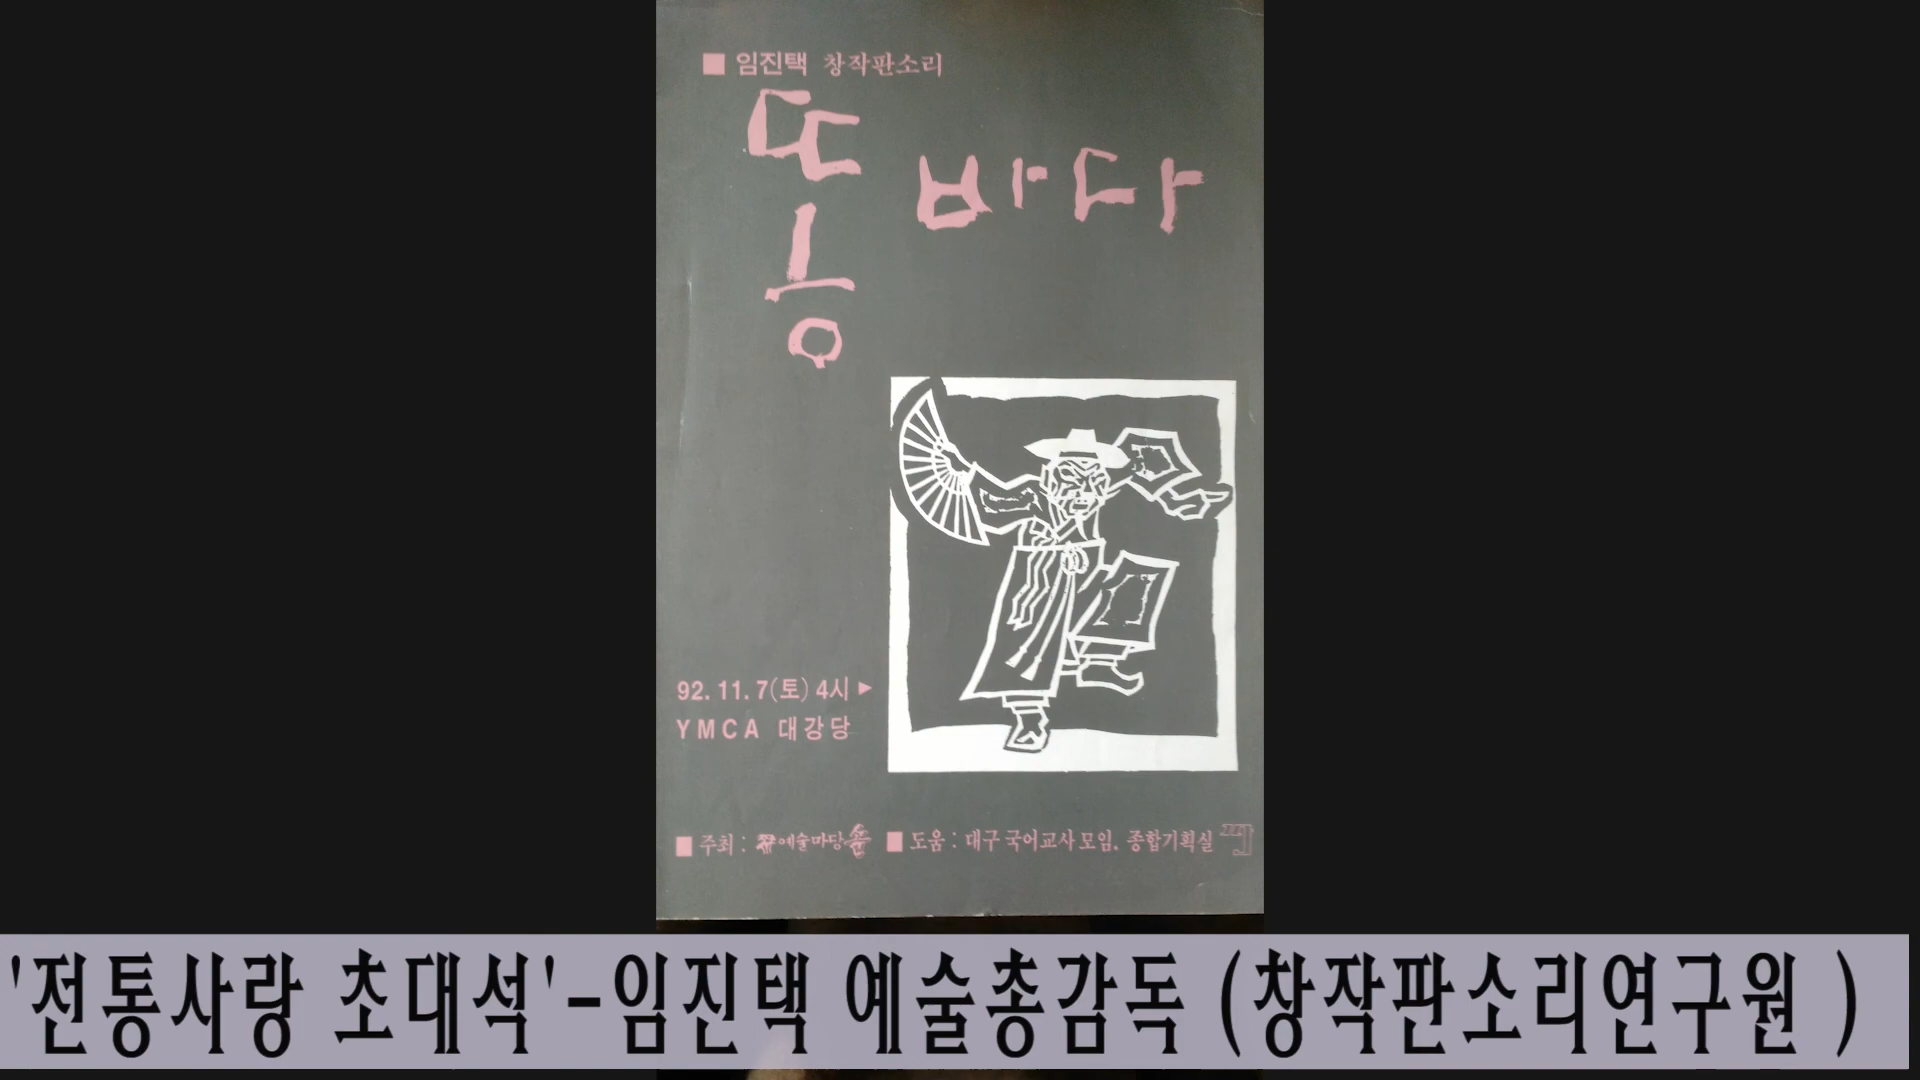 ■ 임진택 창작판소리
똥 바다
92. 11. 7(토) 4시 ▶
YMCA 대강당
■ 주최 : 예술마당 솔 ■ 도움 : 대구 국어교사 모임, 종합기획실
'전통사랑 초대석'-임진택 예술총감독 (창작판소리연구원 )